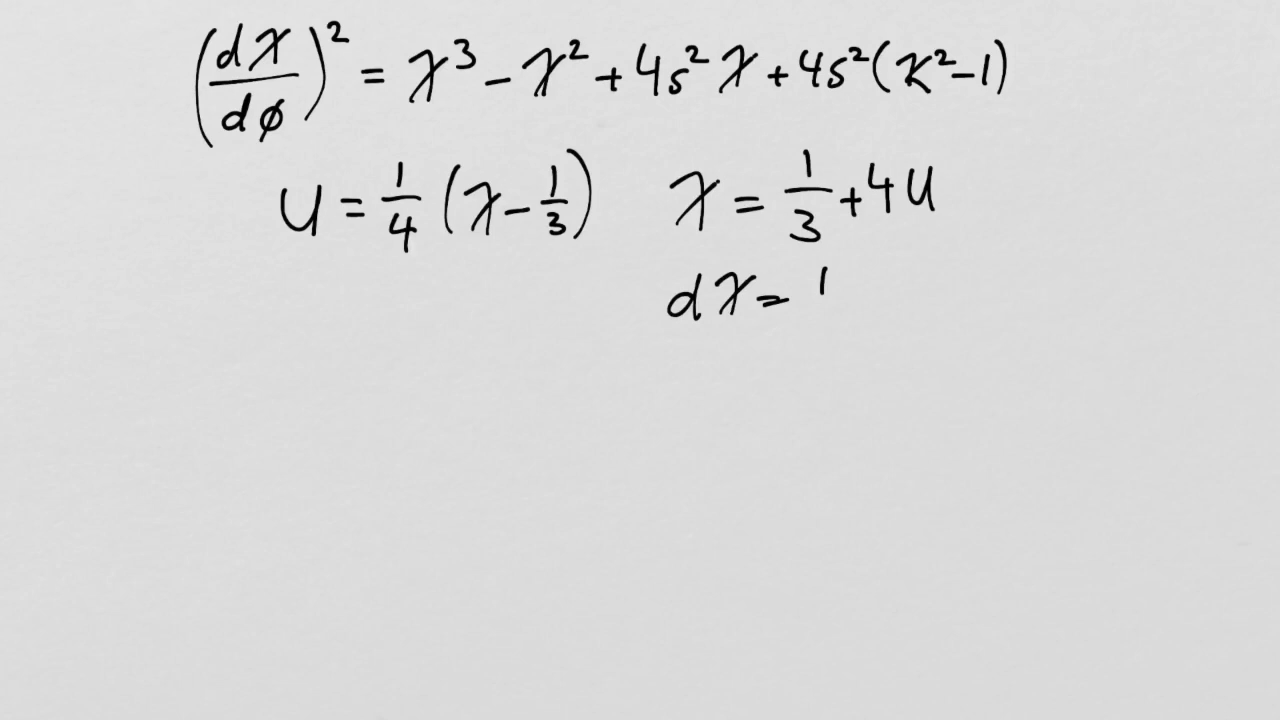 (dχ/dφ)² = χ³ − χ² + 4s²χ + 4s²(κ² − 1)
U = 1/4 (χ − 1/3) χ = 1/3 + 4U
dχ = 1